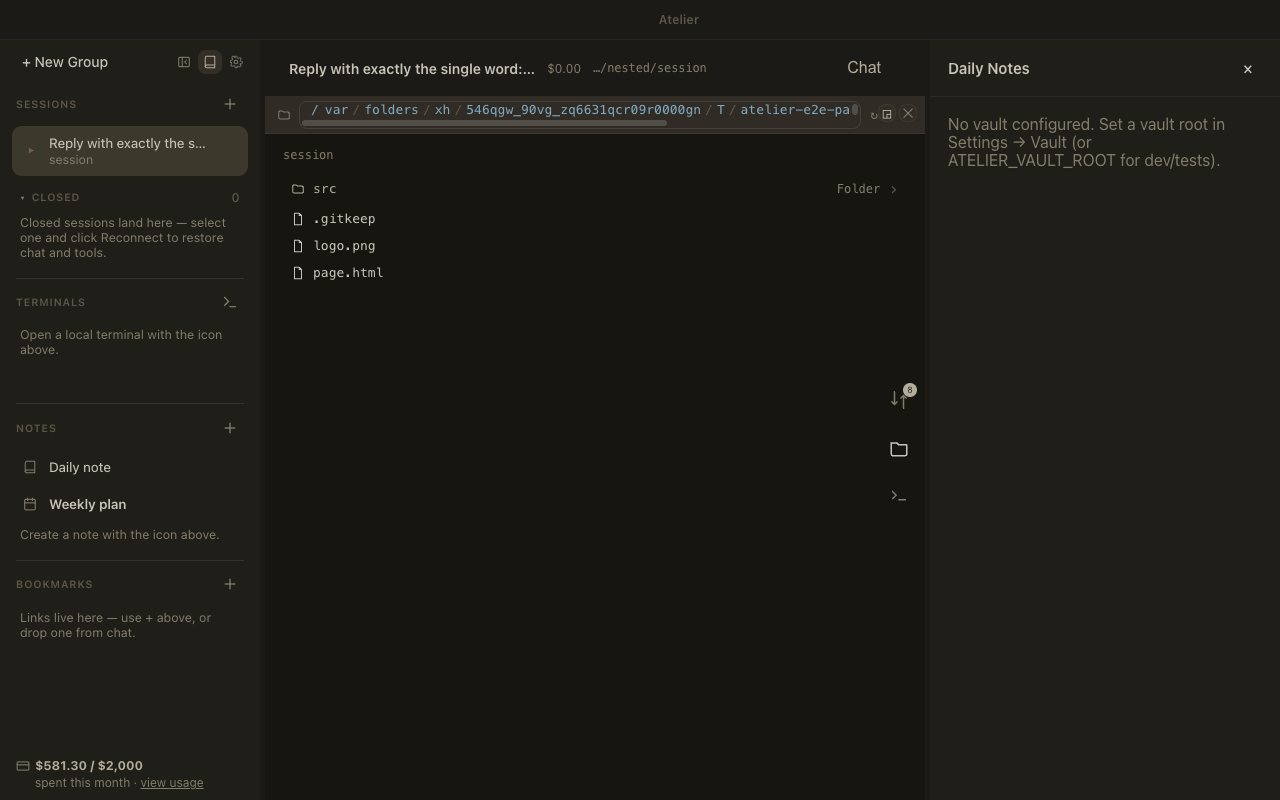 Atelier
+ New Group
SESSIONS
Reply with exactly the s...
session
CLOSED
0
Closed sessions land here — select
one and click Reconnect to restore
chat and tools.
TERMINALS
Open a local terminal with the icon
above.
NOTES
Daily note
Weekly plan
Create a note with the icon above.
BOOKMARKS
Links live here — use + above, or
drop one from chat.
$581.30 / $2,000
spent this month · view usage
Reply with exactly the single word:... $0.00 …/nested/session Chat
/ var / folders / xh / 546qgw_90vg_zq6631qcr09r0000gn / T / atelier-e2e-pa
session
src Folder
.gitkeep
logo.png
page.html
8
Daily Notes
No vault configured. Set a vault root in
Settings → Vault (or
ATELIER_VAULT_ROOT for dev/tests).